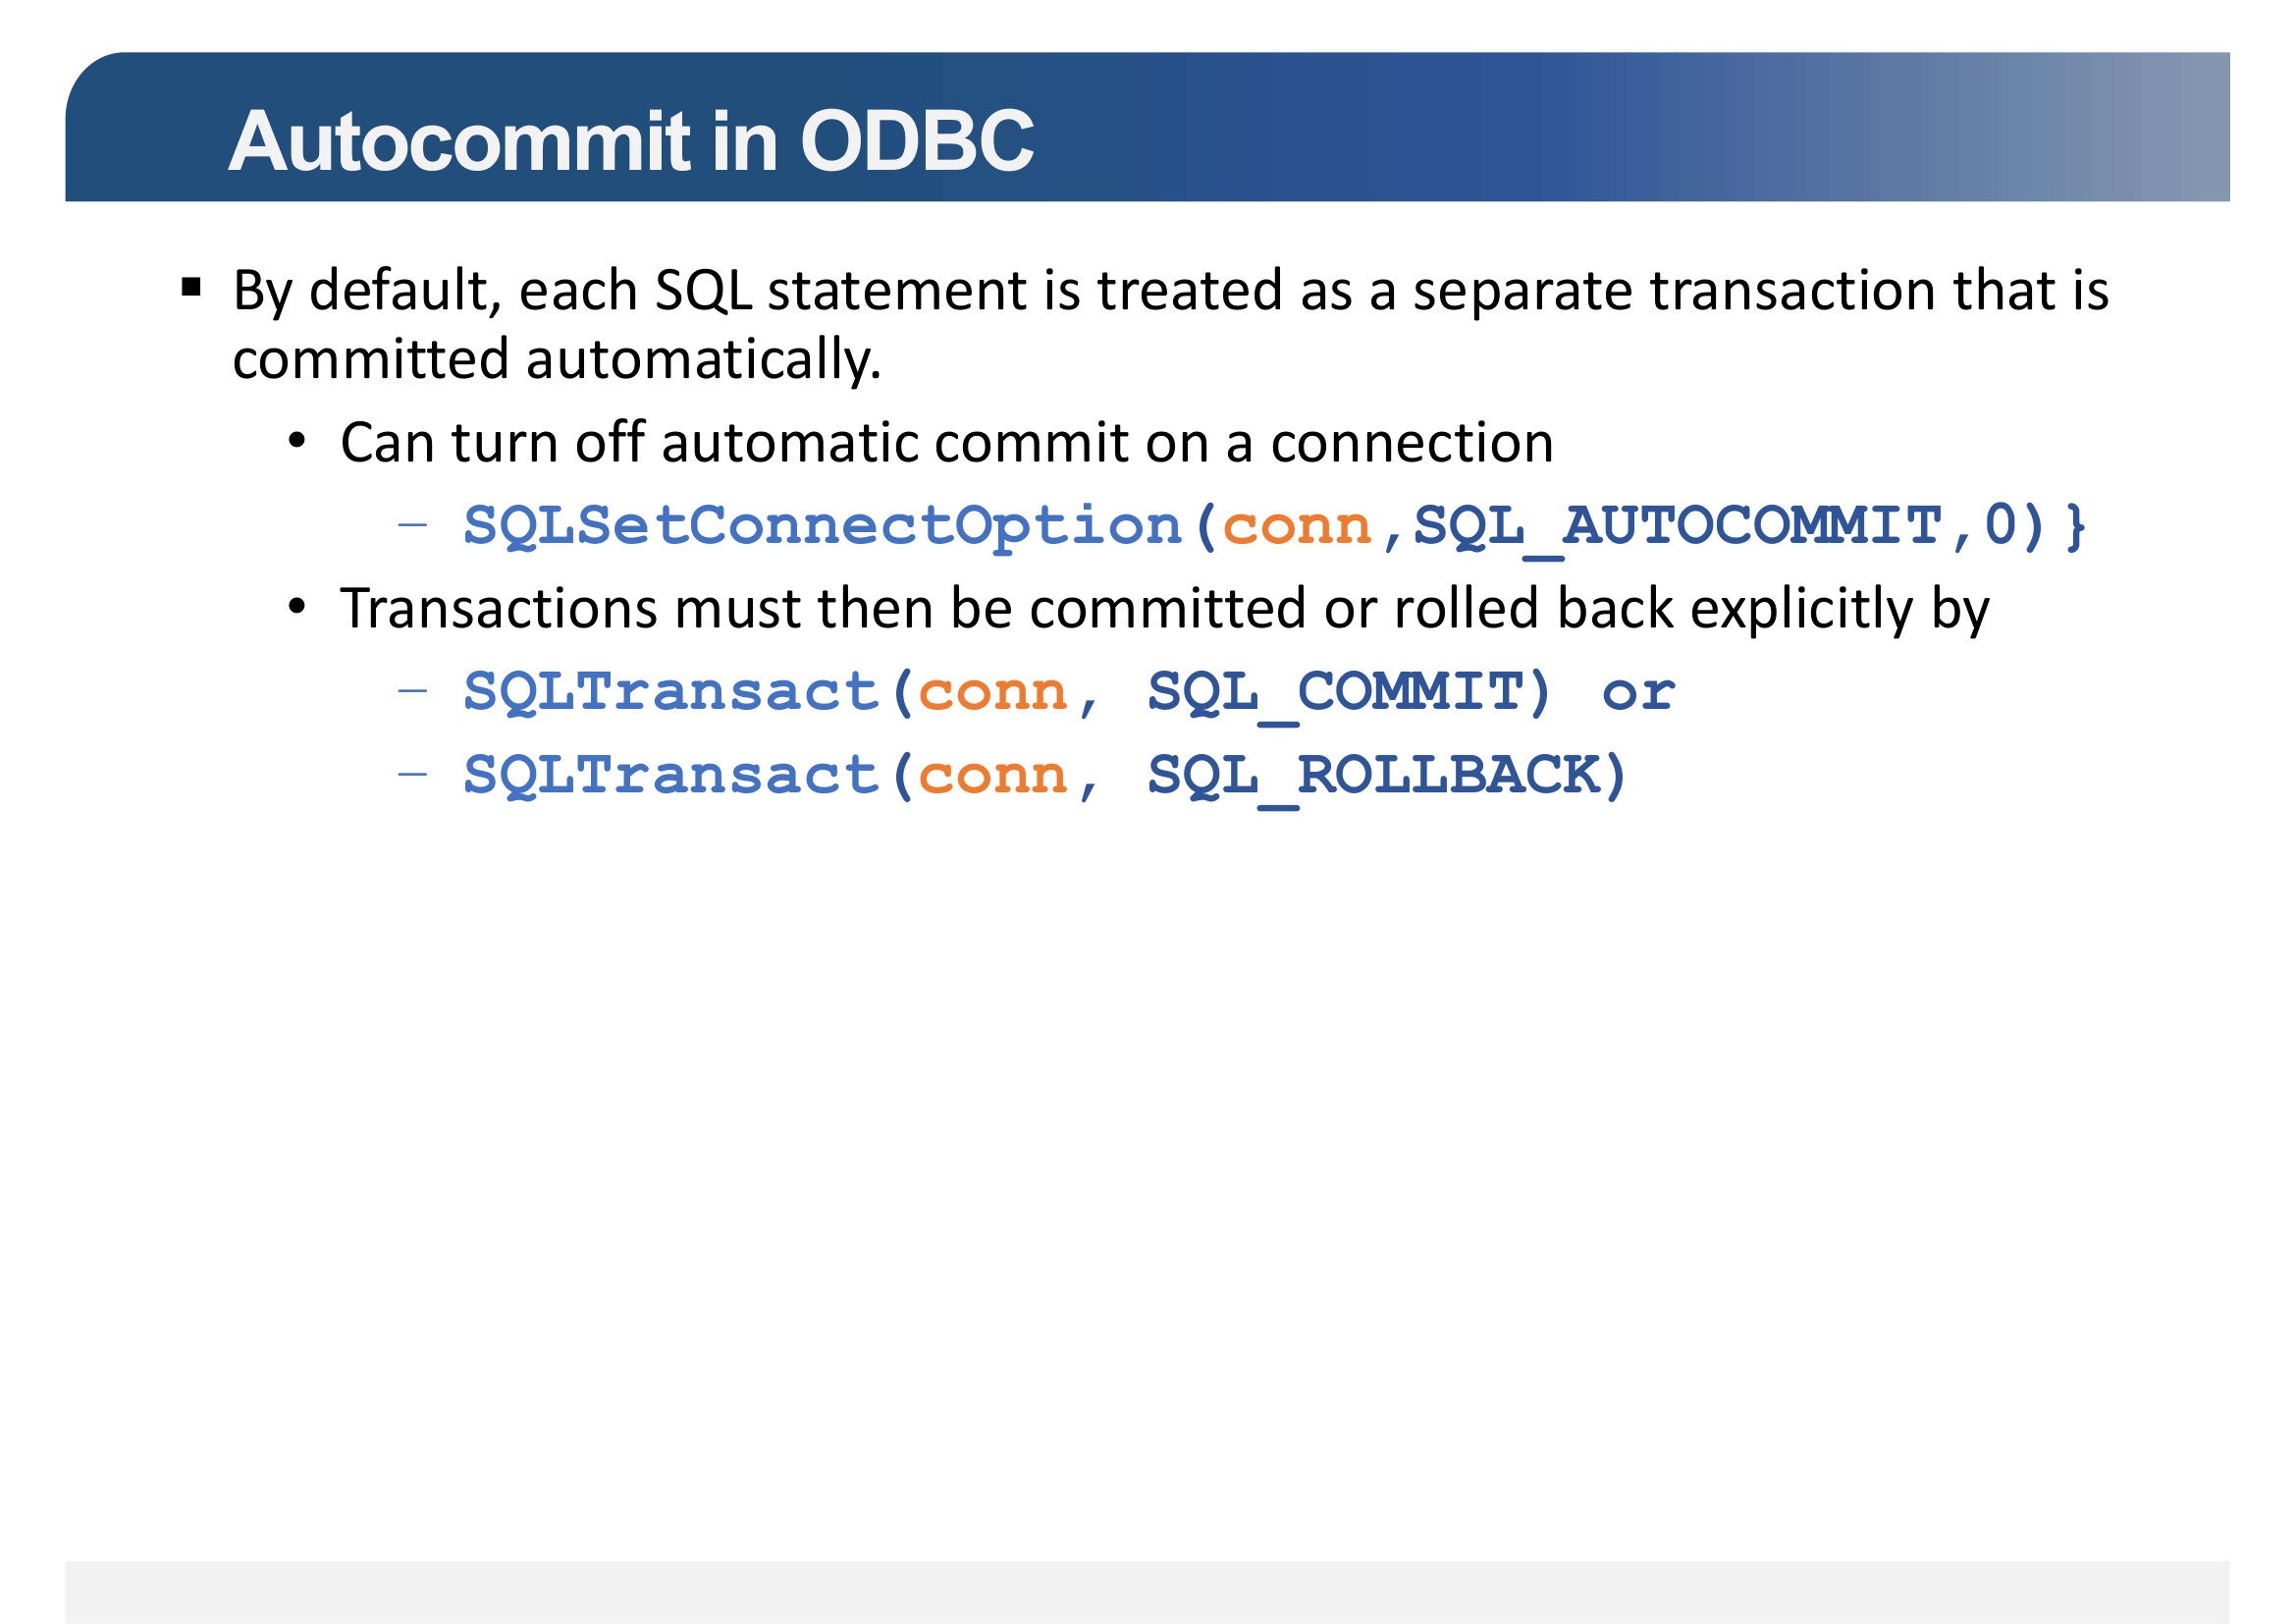 Autocommit in ODBC
▪ By default, each SQL statement is treated as a separate transaction that is
committed automatically.
• Can turn off automatic commit on a connection
– SQLSetConnectOption(conn,SQL_AUTOCOMMIT,0)}
• Transactions must then be committed or rolled back explicitly by
– SQLTransact(conn, SQL_COMMIT) or
– SQLTransact(conn, SQL_ROLLBACK)